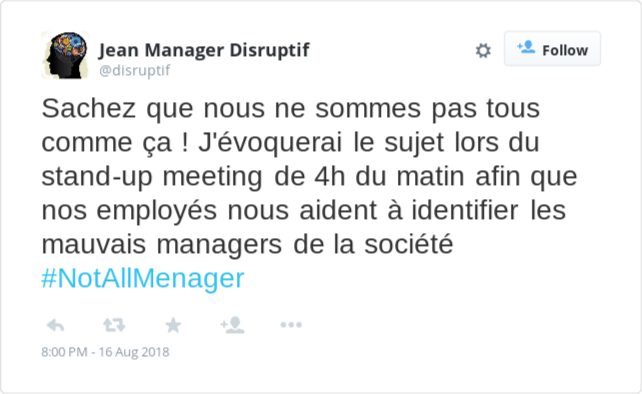 Jean Manager Disruptif
@disruptif
Follow
Sachez que nous ne sommes pas tous
comme ça ! J'évoquerai le sujet lors du
stand-up meeting de 4h du matin afin que
nos employés nous aident à identifier les
mauvais managers de la société
#NotAllMenager
8:00 PM - 16 Aug 2018